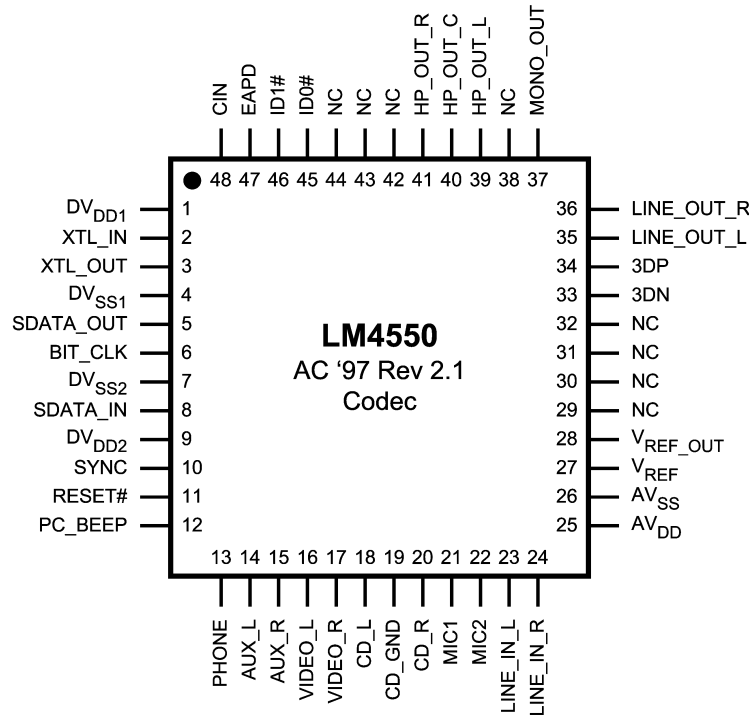 CIN
EAPD
ID1#
ID0#
NC
NC
NC
HP_OUT_R
HP_OUT_C
HP_OUT_L
NC
MONO_OUT
48 47 46 45 44 43 42 41 40 39 38 37
DVDD1 1
XTL_IN 2
XTL_OUT 3
DVSS1 4
SDATA_OUT 5
BIT_CLK 6
DVSS2 7
SDATA_IN 8
DVDD2 9
SYNC 10
RESET# 11
PC_BEEP 12
LM4550
AC ‘97 Rev 2.1
Codec
36 LINE_OUT_R
35 LINE_OUT_L
34 3DP
33 3DN
32 NC
31 NC
30 NC
29 NC
28 VREF_OUT
27 VREF
26 AVSS
25 AVDD
13 14 15 16 17 18 19 20 21 22 23 24
PHONE
AUX_L
AUX_R
VIDEO_L
VIDEO_R
CD_L
CD_GND
CD_R
MIC1
MIC2
LINE_IN_L
LINE_IN_R